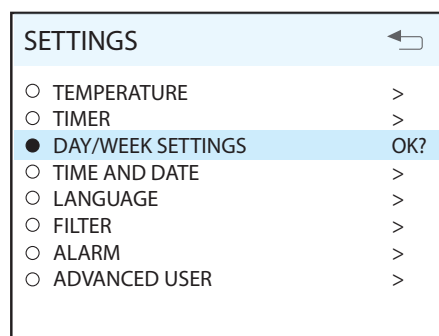 SETTINGS
TEMPERATURE >
TIMER >
DAY/WEEK SETTINGS OK?
TIME AND DATE >
LANGUAGE >
FILTER >
ALARM >
ADVANCED USER >